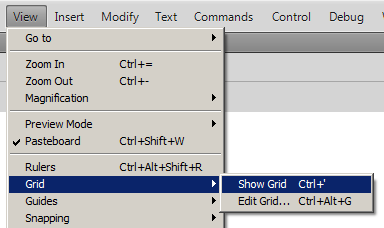 View Insert Modify Text Commands Control Debug
Go to
Zoom In Ctrl+=
Zoom Out Ctrl+-
Magnification
Preview Mode
Pasteboard Ctrl+Shift+W
Rulers Ctrl+Alt+Shift+R
Grid Show Grid Ctrl+'
Guides Edit Grid... Ctrl+Alt+G
Snapping